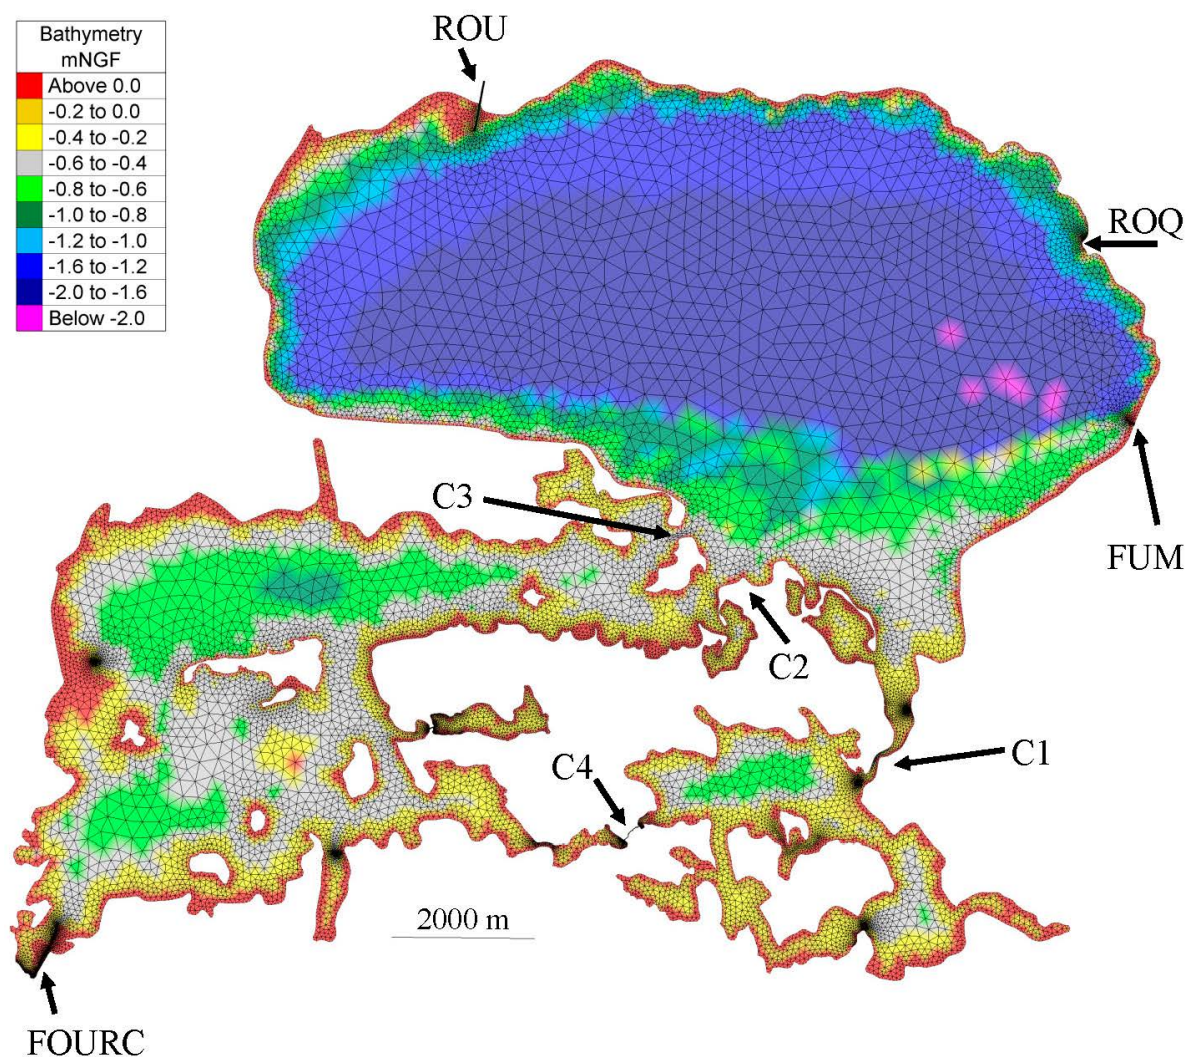 Bathymetry
mNGF
Above 0.0
-0.2 to 0.0
-0.4 to -0.2
-0.6 to -0.4
-0.8 to -0.6
-1.0 to -0.8
-1.2 to -1.0
-1.6 to -1.2
-2.0 to -1.6
Below -2.0
ROU
ROQ
C3
FUM
C2
C1
C4
2000 m
FOURC